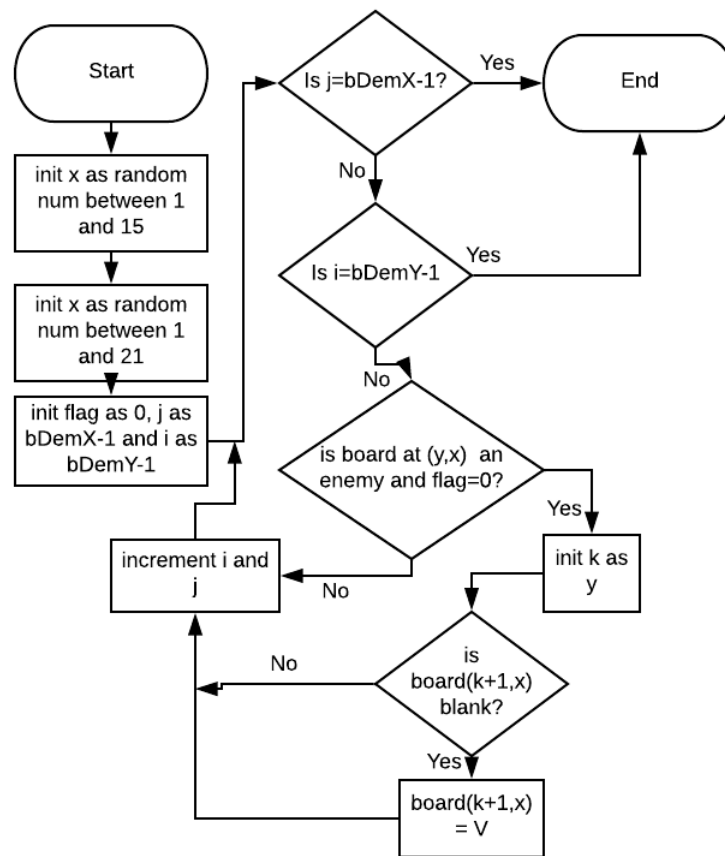 Start
init x as random
num between 1
and 15
init x as random
num between 1
and 21
init flag as 0, j as
bDemX-1 and i as
bDemY-1
Is j=bDemX-1?
Yes
End
No
Is i=bDemY-1
Yes
No
is board at (y,x) an
enemy and flag=0?
Yes
init k as
y
No
increment i and
j
is
board(k+1,x)
blank?
No
Yes
board(k+1,x)
= V